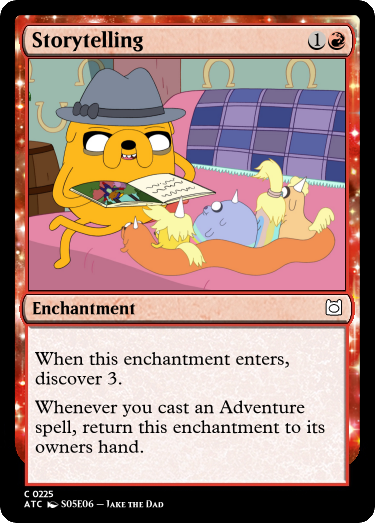 Storytelling 1
Enchantment
When this enchantment enters,
discover 3.
Whenever you cast an Adventure
spell, return this enchantment to its
owners hand.
C 0225
ATC S05E06 – Jake the Dad